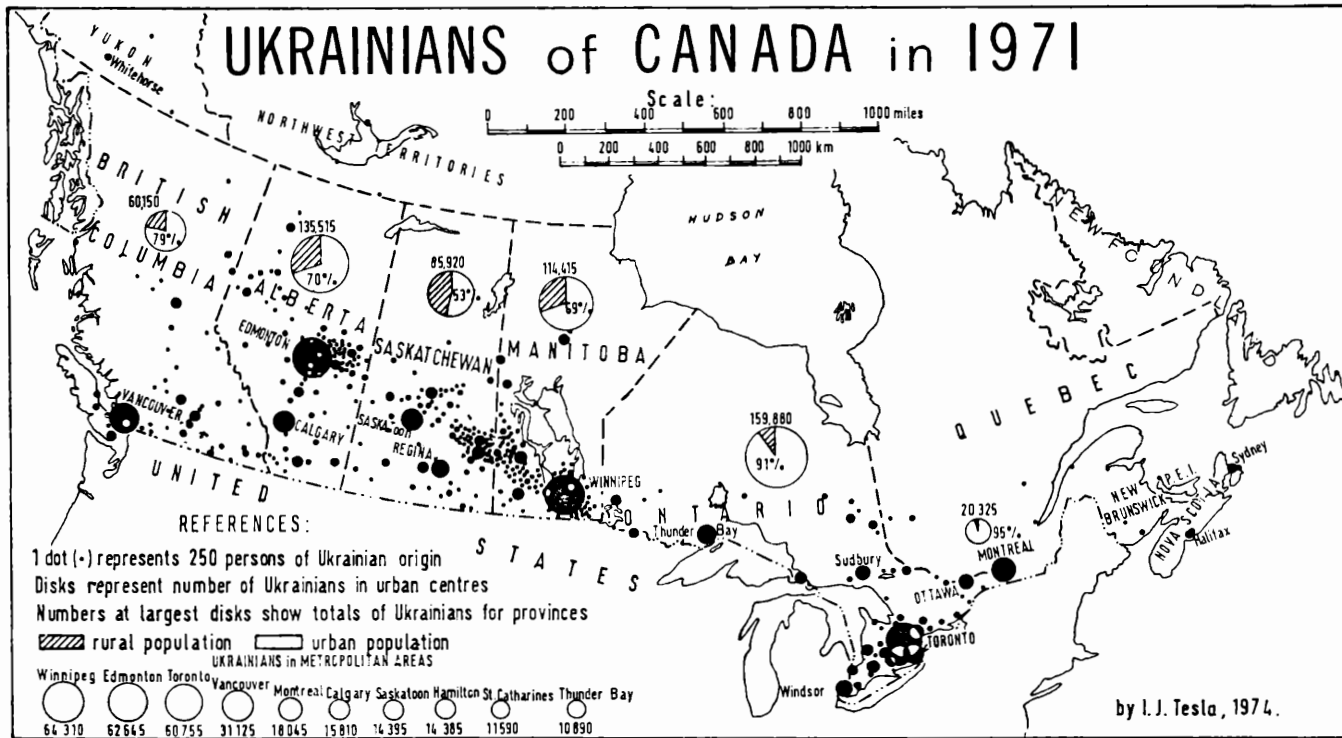 UKRAINIANS of CANADA in 1971
Scale:
0 200 400 600 800 1000 miles
0 200 400 600 800 1000 km
YUKON
Whitehorse
NORTHWEST TERRITORIES
BRITISH COLUMBIA
60,150
79%
ALBERTA
135,515
70%
85,920
53%
SASKATCHEWAN
114,415
69%
MANITOBA
HUDSON
BAY
NEWFOUNDLAND
EDMONTON
VANCOUVER
CALGARY
SASKATOON
REGINA
WINNIPEG
159,880
91%
ONTARIO
Thunder Bay
QUEBEC
20 325
95%
MONTREAL
Sudbury
OTTAWA
TORONTO
Windsor
NEW
BRUNSWICK
P.E.I.
NOVA SCOTIA
Sydney
Halifax
UNITED STATES
REFERENCES:
1 dot (•) represents 250 persons of Ukrainian origin
Disks represent number of Ukrainians in urban centres
Numbers at largest disks show totals of Ukrainians for provinces
rural population urban population
UKRAINIANS in METROPOLITAN AREAS
Winnipeg Edmonton Toronto Vancouver Montreal Calgary Saskatoon Hamilton St. Catharines Thunder Bay
64 310 62 645 60 755 31 125 18 045 15 810 14 395 14 385 11 590 10 890
by I. J. Tesla, 1974.